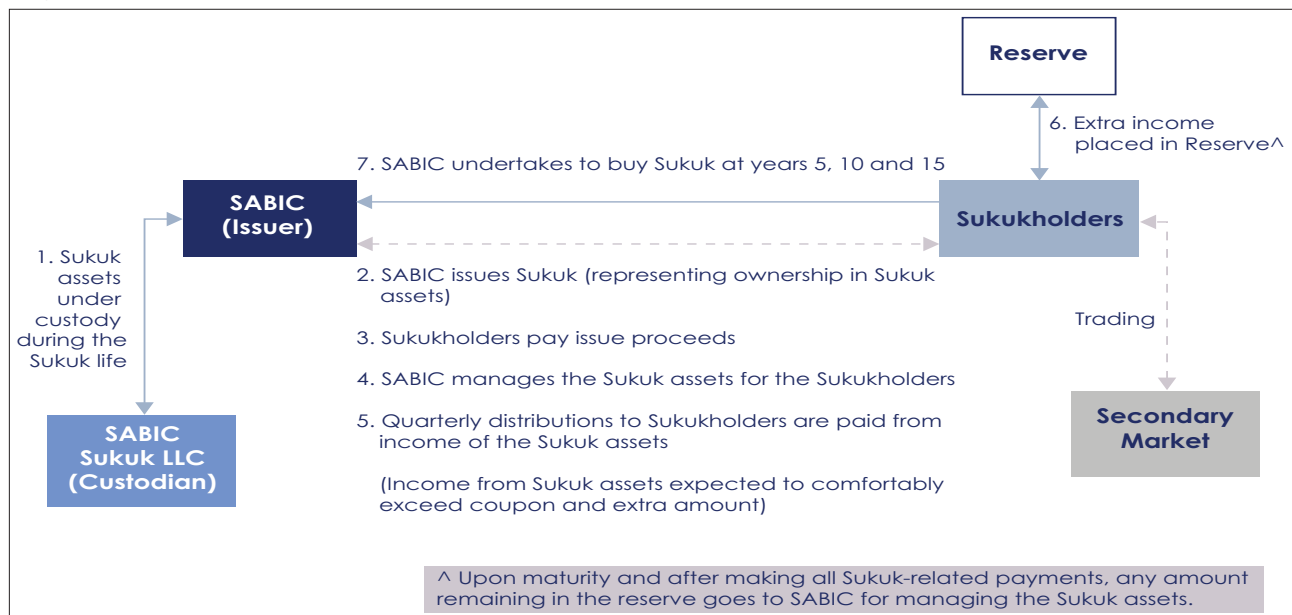 Reserve
6. Extra income
placed in Reserve^
7. SABIC undertakes to buy Sukuk at years 5, 10 and 15
SABIC
(Issuer)
Sukukholders
1. Sukuk
assets
under
custody
during the
Sukuk life
2. SABIC issues Sukuk (representing ownership in Sukuk
assets)
3. Sukukholders pay issue proceeds
4. SABIC manages the Sukuk assets for the Sukukholders
5. Quarterly distributions to Sukukholders are paid from
income of the Sukuk assets
(Income from Sukuk assets expected to comfortably
exceed coupon and extra amount)
Trading
SABIC
Sukuk LLC
(Custodian)
Secondary
Market
^ Upon maturity and after making all Sukuk-related payments, any amount
remaining in the reserve goes to SABIC for managing the Sukuk assets.